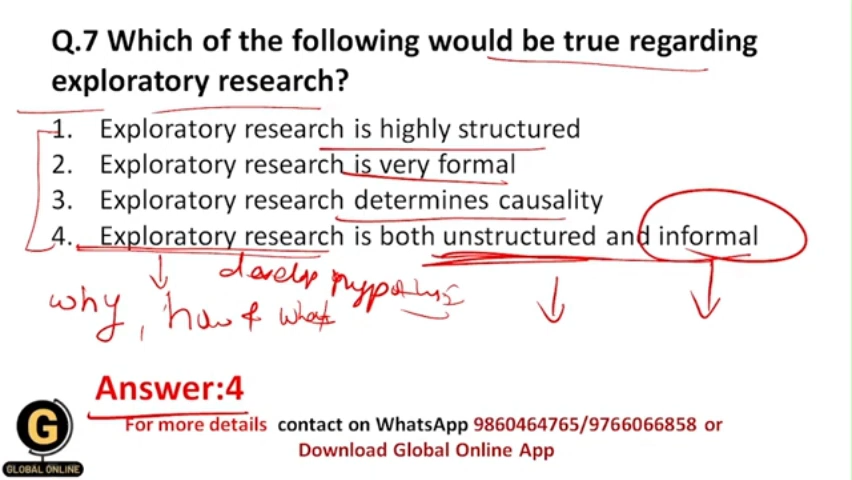 Q.7 Which of the following would be true regarding
exploratory research?
1. Exploratory research is highly structured
2. Exploratory research is very formal
3. Exploratory research determines causality
4. Exploratory research is both unstructured and informal
why, how & what
Answer:4
For more details contact on WhatsApp 9860464765/9766066858 or
Download Global Online App
G
GLOBAL ONLINE